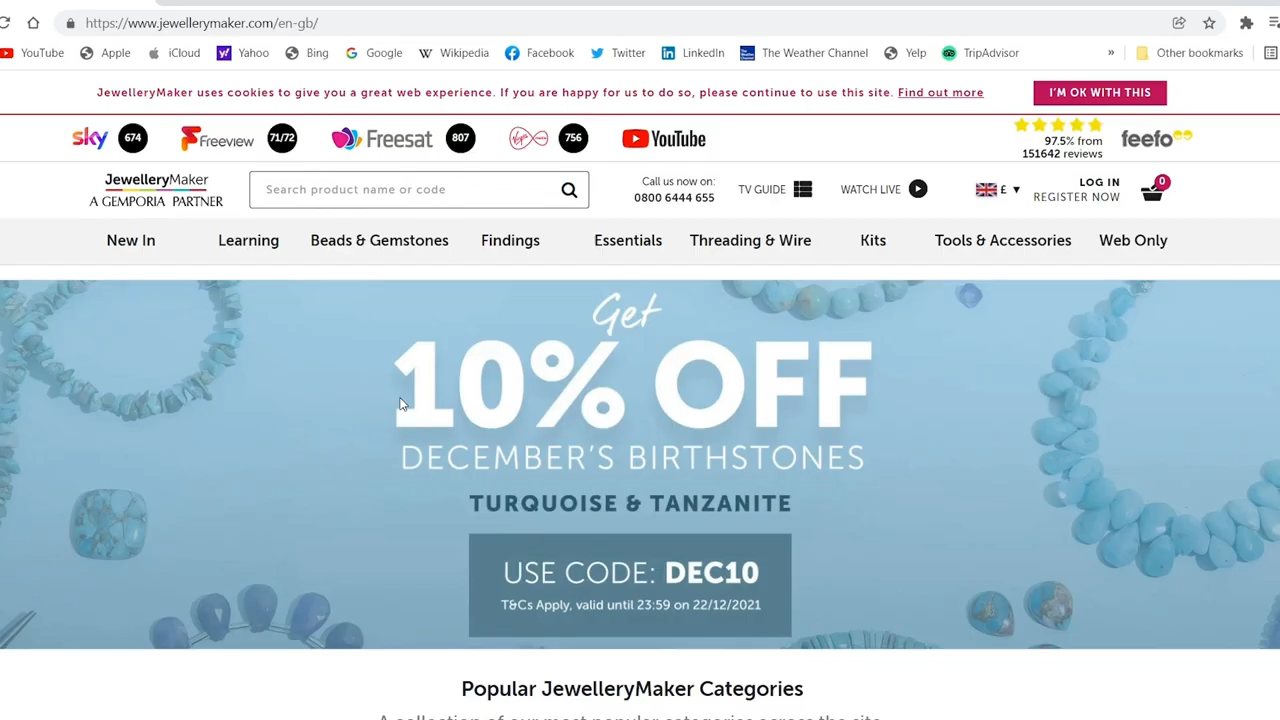 https://www.jewellerymaker.com/en-gb/
YouTube Apple iCloud Yahoo Bing Google Wikipedia Facebook Twitter LinkedIn The Weather Channel Yelp TripAdvisor » Other bookmarks
JewelleryMaker uses cookies to give you a great web experience. If you are happy for us to do so, please continue to use this site. Find out more
I'M OK WITH THIS
sky 674 Freeview 71/72 Freesat 807 Virgin media 756 YouTube
97.5% from
151642 reviews
feefo
JewelleryMaker
A GEMPORIA PARTNER
Search product name or code
Call us now on:
0800 6444 655
TV GUIDE
WATCH LIVE
£ ▼
LOG IN
REGISTER NOW
0
New In Learning Beads & Gemstones Findings Essentials Threading & Wire Kits Tools & Accessories Web Only
Get
10% OFF
DECEMBER'S BIRTHSTONES
TURQUOISE & TANZANITE
USE CODE: DEC10
T&Cs Apply, valid until 23:59 on 22/12/2021
Popular JewelleryMaker Categories
A collection of our most popular categories across the site